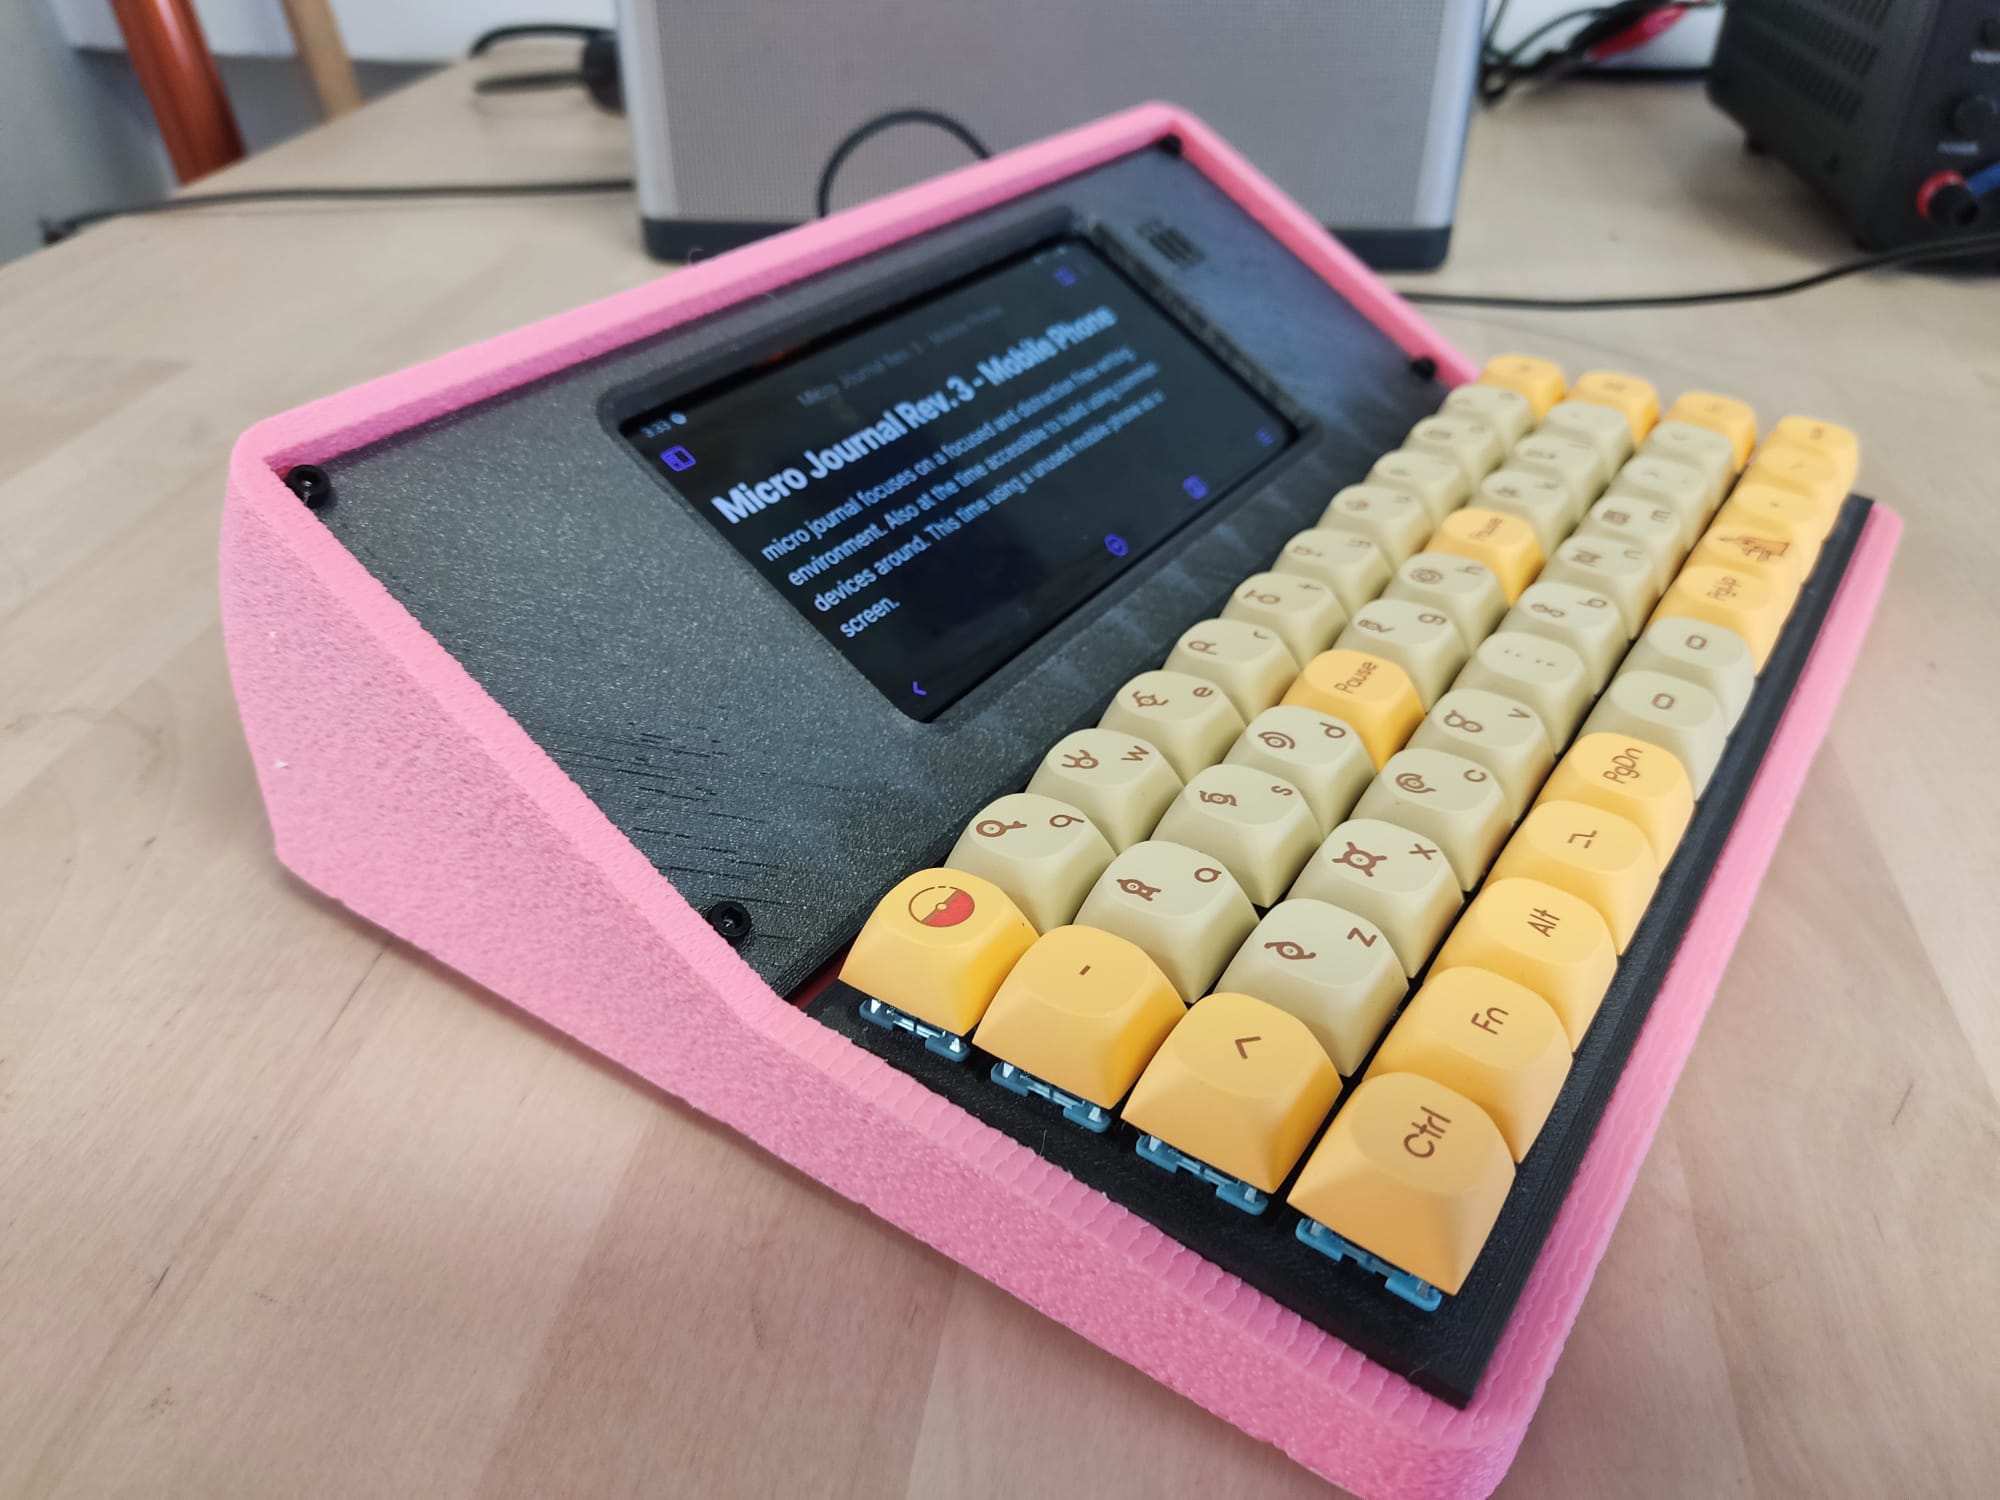 3:33
Micro Journal Rev. 3 - Mobile Phone
Micro Journal Rev. 3 - Mobile Phone
micro journal focuses on a focused and distraction free writing
environment. Also at the time accessible to build using common
devices around. This time using a unused mobile phone as a
screen.
q w e r t y
- a s d Pause g h Pause
^ z x c v b n m
Ctrl Fn Alt PgDn PgUp